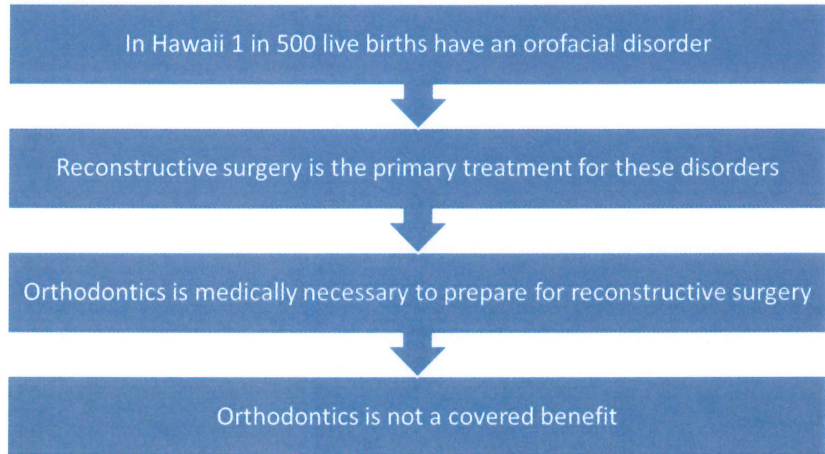 In Hawaii 1 in 500 live births have an orofacial disorder
Reconstructive surgery is the primary treatment for these disorders
Orthodontics is medically necessary to prepare for reconstructive surgery
Orthodontics is not a covered benefit